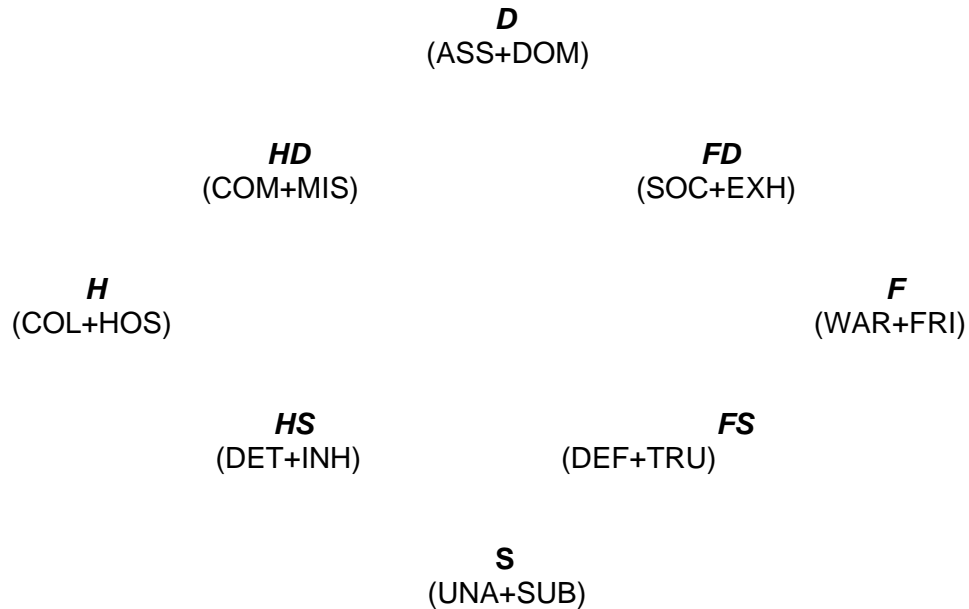 D
(ASS+DOM)
HD FD
(COM+MIS) (SOC+EXH)
H F
(COL+HOS) (WAR+FRI)
HS FS
(DET+INH) (DEF+TRU)
S
(UNA+SUB)